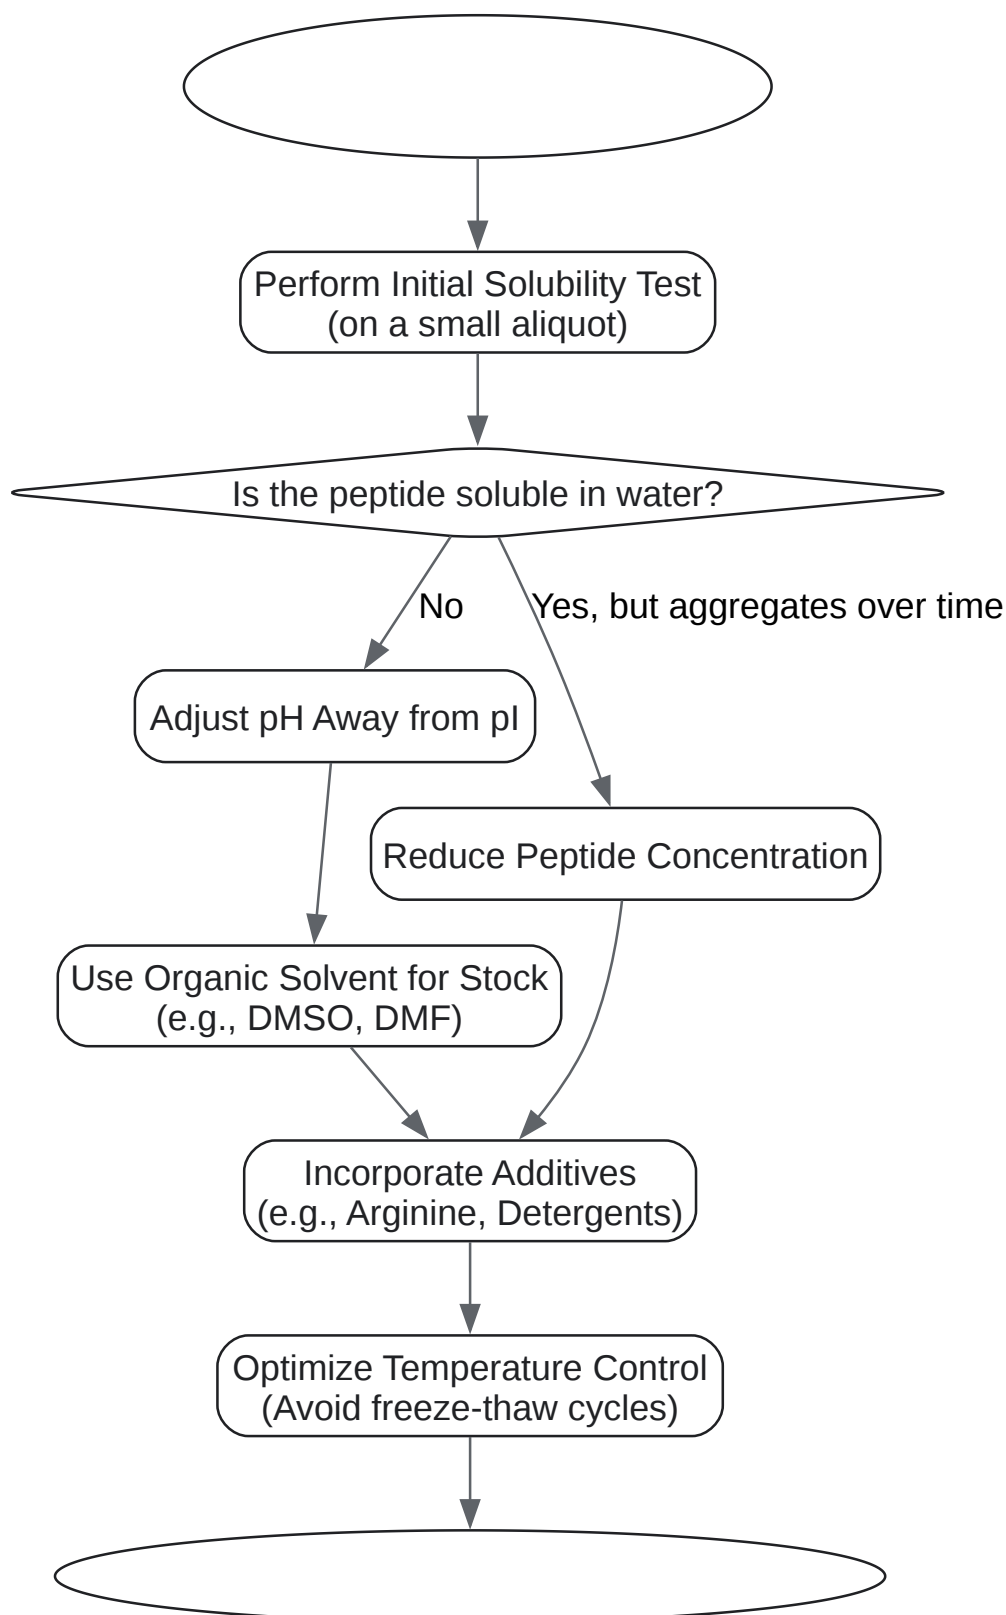 Perform Initial Solubility Test
(on a small aliquot)
Is the peptide soluble in water?
No
Yes, but aggregates over time
Adjust pH Away from pI
Reduce Peptide Concentration
Use Organic Solvent for Stock
(e.g., DMSO, DMF)
Incorporate Additives
(e.g., Arginine, Detergents)
Optimize Temperature Control
(Avoid freeze-thaw cycles)